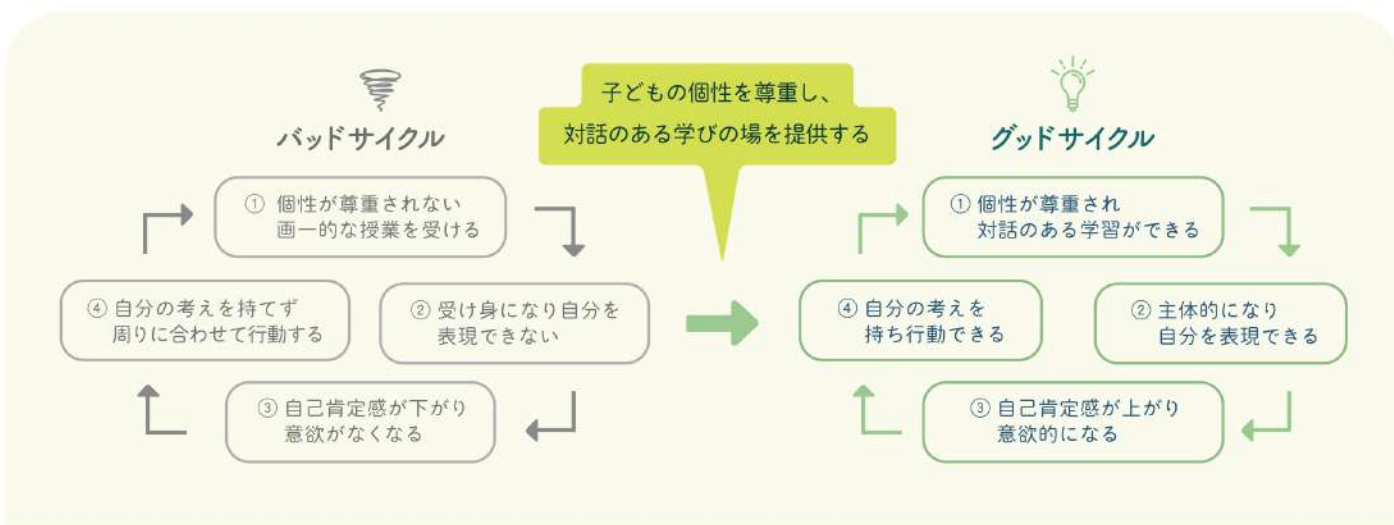 バッドサイクル
① 個性が尊重されない
画一的な授業を受ける
② 受け身になり自分を
表現できない
③ 自己肯定感が下がり
意欲がなくなる
④ 自分の考えを持てず
周りに合わせて行動する
子どもの個性を尊重し、
対話のある学びの場を提供する
グッドサイクル
① 個性が尊重され
対話のある学習ができる
② 主体的になり
自分を表現できる
③ 自己肯定感が上がり
意欲的になる
④ 自分の考えを
持ち行動できる